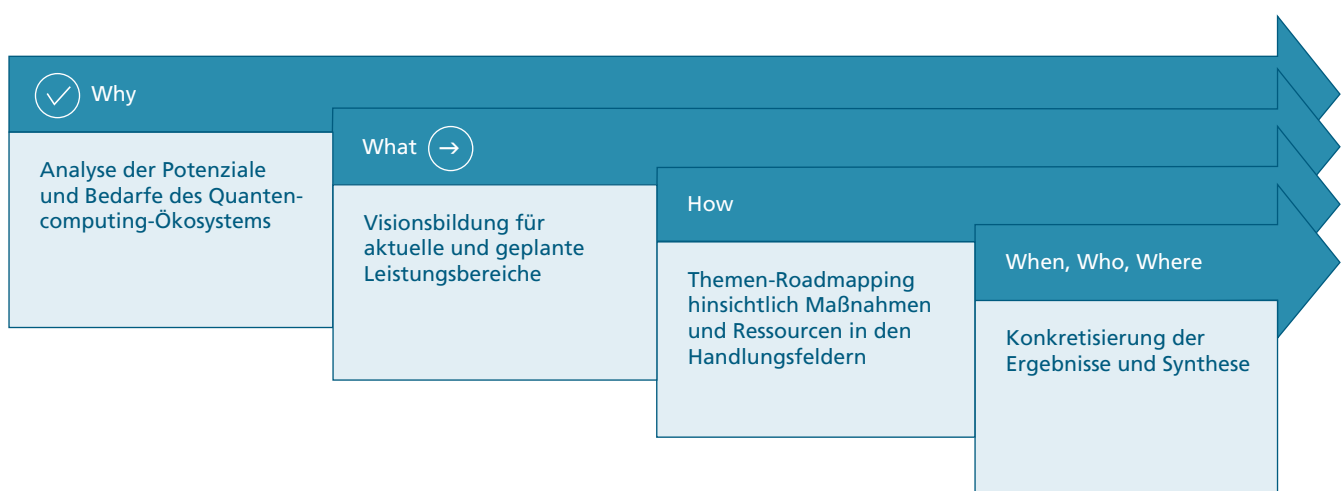 Why
Analyse der Potenziale
und Bedarfe des Quanten-
computing-Ökosystems
What
Visionsbildung für
aktuelle und geplante
Leistungsbereiche
How
Themen-Roadmapping
hinsichtlich Maßnahmen
und Ressourcen in den
Handlungsfeldern
When, Who, Where
Konkretisierung der
Ergebnisse und Synthese